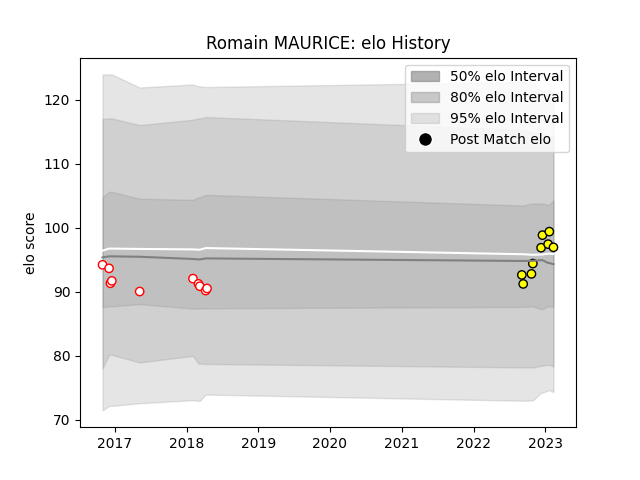 Romain MAURICE: elo History
50% elo Interval
80% elo Interval
95% elo Interval
Post Match elo
elo score
120
110
100
90
80
70
2017 2018 2019 2020 2021 2022 2023